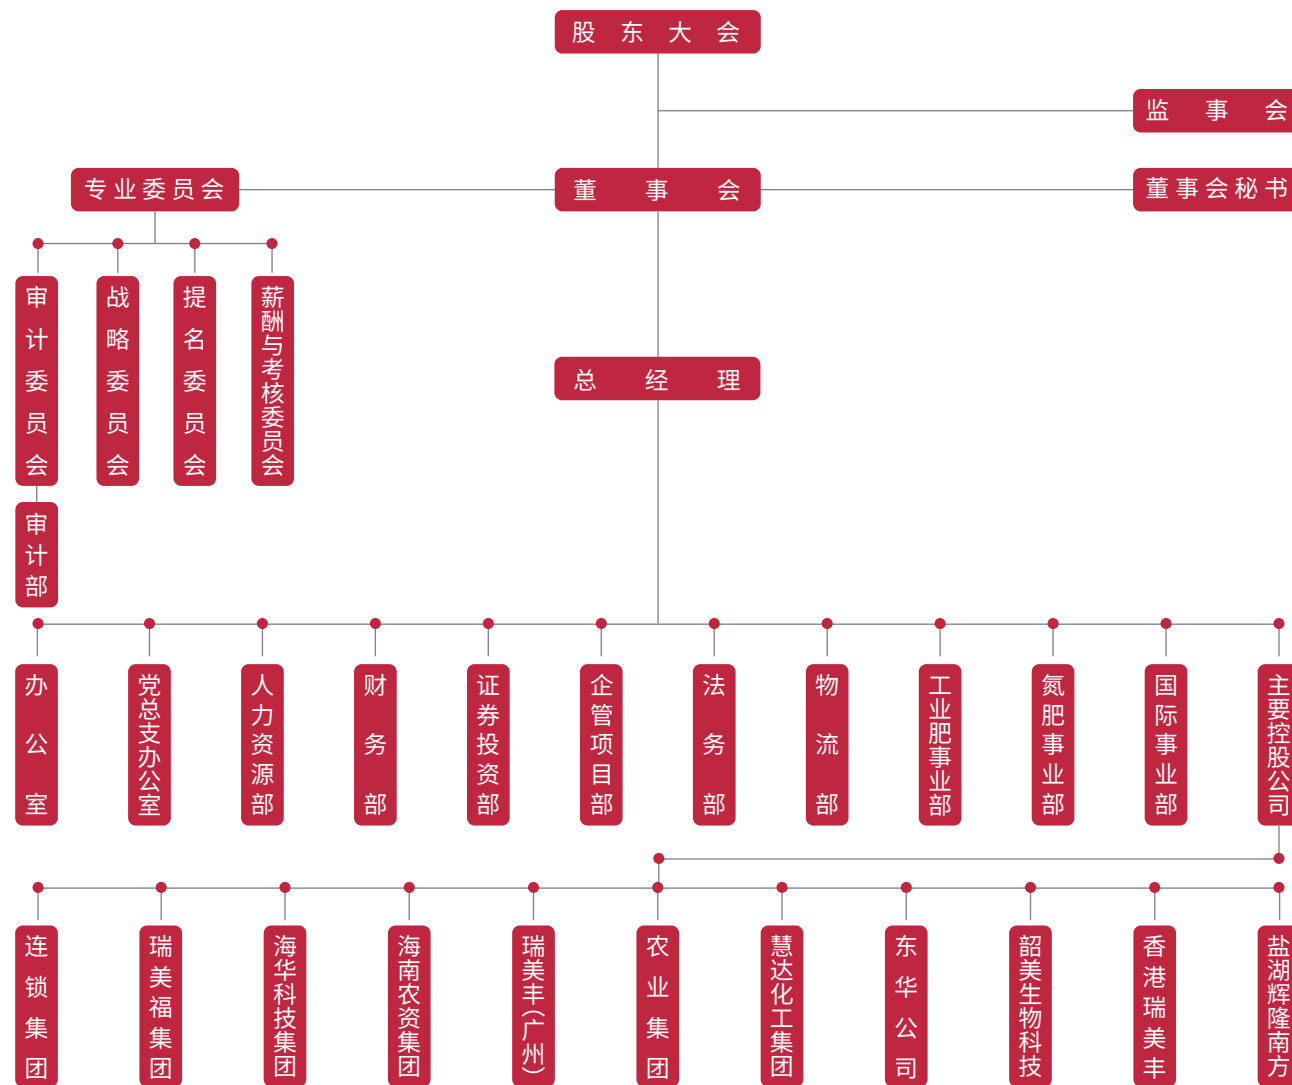 股东大会
监事会
专业委员会
董事会
董事会秘书
审计委员会
战略委员会
提名委员会
薪酬与考核委员会
总经理
审计部
办公室
党总支办公室
人力资源部
财务部
证券投资部
企管项目部
法务部
物流部
工业肥事业部
氮肥事业部
国际事业部
主要控股公司
连锁集团
瑞美福集团
海华科技集团
海南农资集团
瑞美丰(广州)
农业集团
慧达化工集团
东华公司
韶美生物科技
香港瑞美丰
盐湖辉隆南方